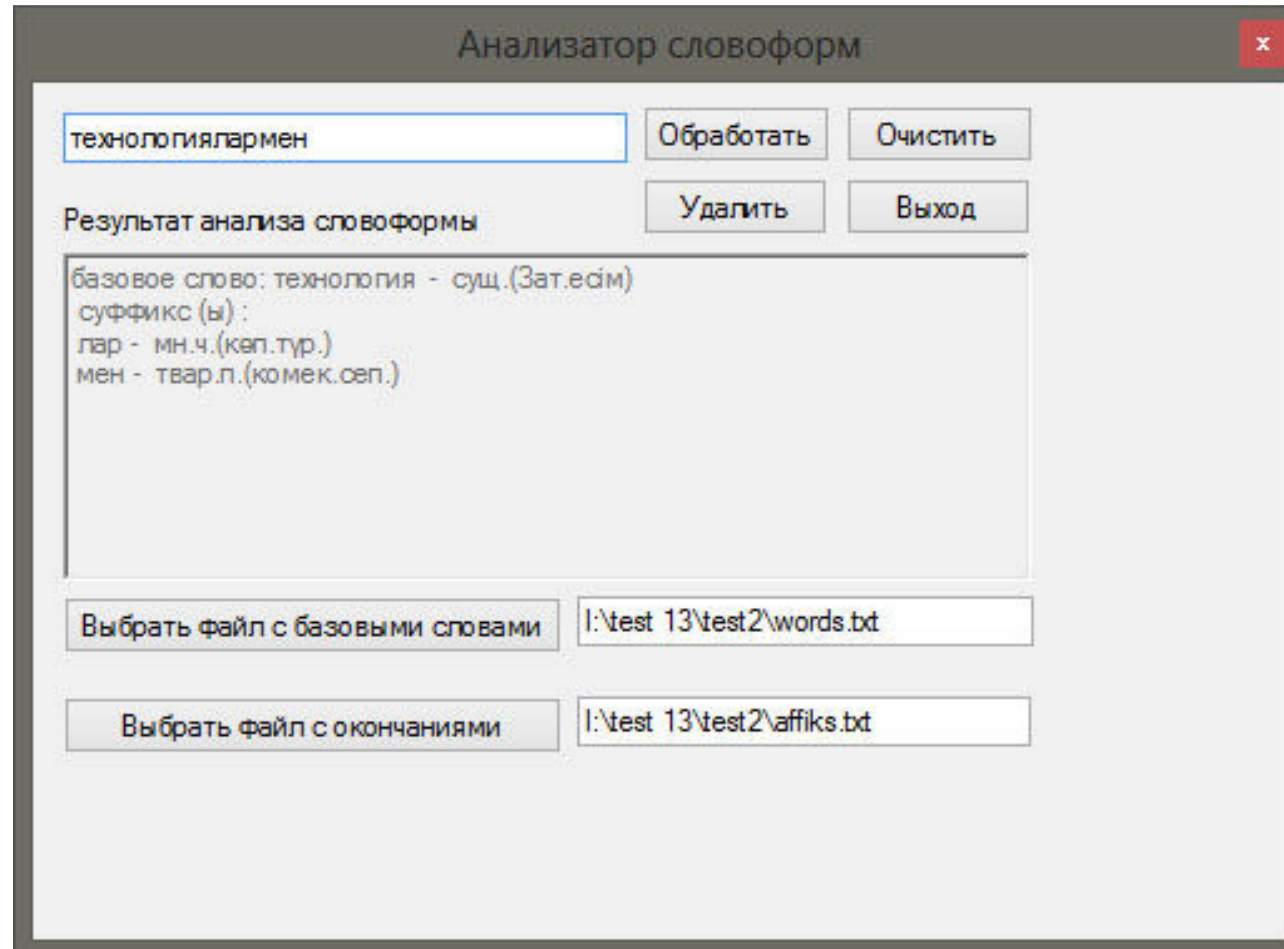 Анализатор словоформ
x
технологиялармен
Обработать
Очистить
Удалить
Выход
Результат анализа словоформы
базовое слово: технология - сущ.(Зат.есім)
суффикс (ы) :
лар - мн.ч.(көп.түр.)
мен - твар.п.(комек.сеп.)
Выбрать файл с базовыми словами
I:\test 13\test2\words.txt
Выбрать файл с окончаниями
I:\test 13\test2\affiks.txt